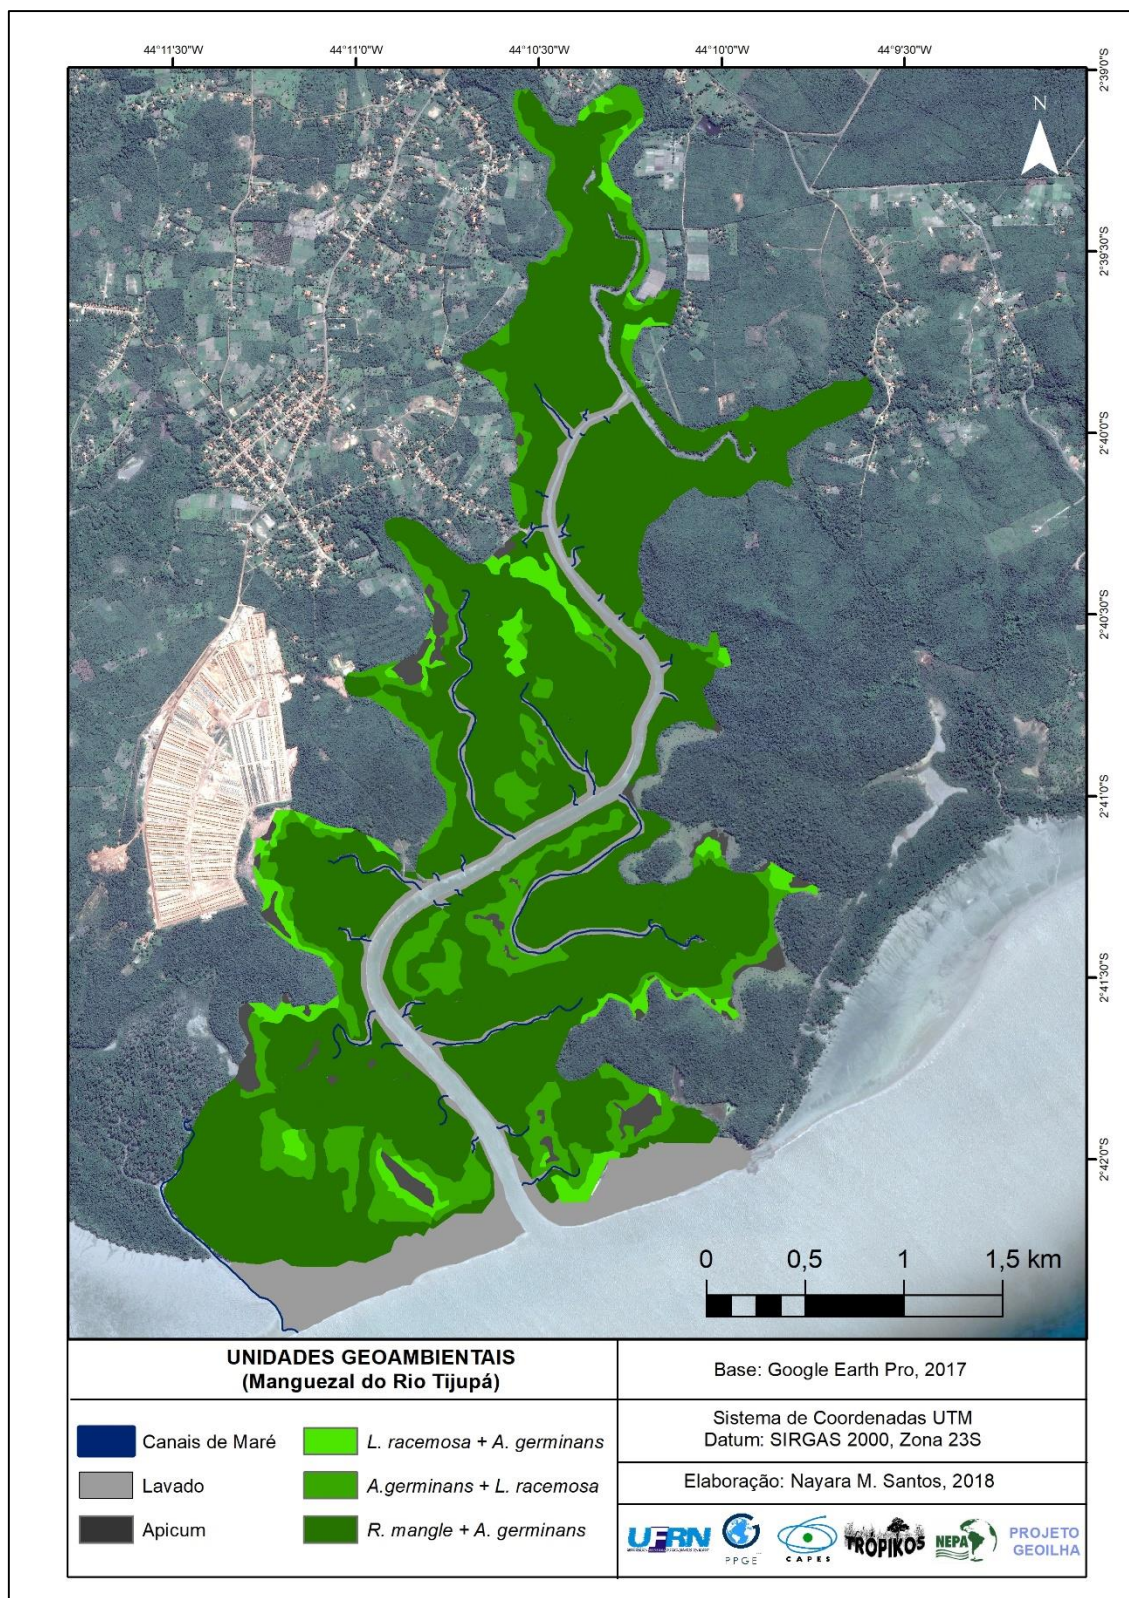 44°11'30"W 44°11'0"W 44°10'30"W 44°10'0"W 44°9'30"W
2°39'0"S
N
2°39'30"S
2°40'0"S
2°40'30"S
2°41'0"S
2°41'30"S
2°42'0"S
0 0,5 1 1,5 km
UNIDADES GEOAMBIENTAIS
(Manguezal do Rio Tijupá)
Canais de Maré
Lavado
Apicum
L. racemosa + A. germinans
A.germinans + L. racemosa
R. mangle + A. germinans
Base: Google Earth Pro, 2017
Sistema de Coordenadas UTM
Datum: SIRGAS 2000, Zona 23S
Elaboração: Nayara M. Santos, 2018
UFRN
PPGE
CAPES
TROPIKOS
NEPA
PROJETO
GEOILHA